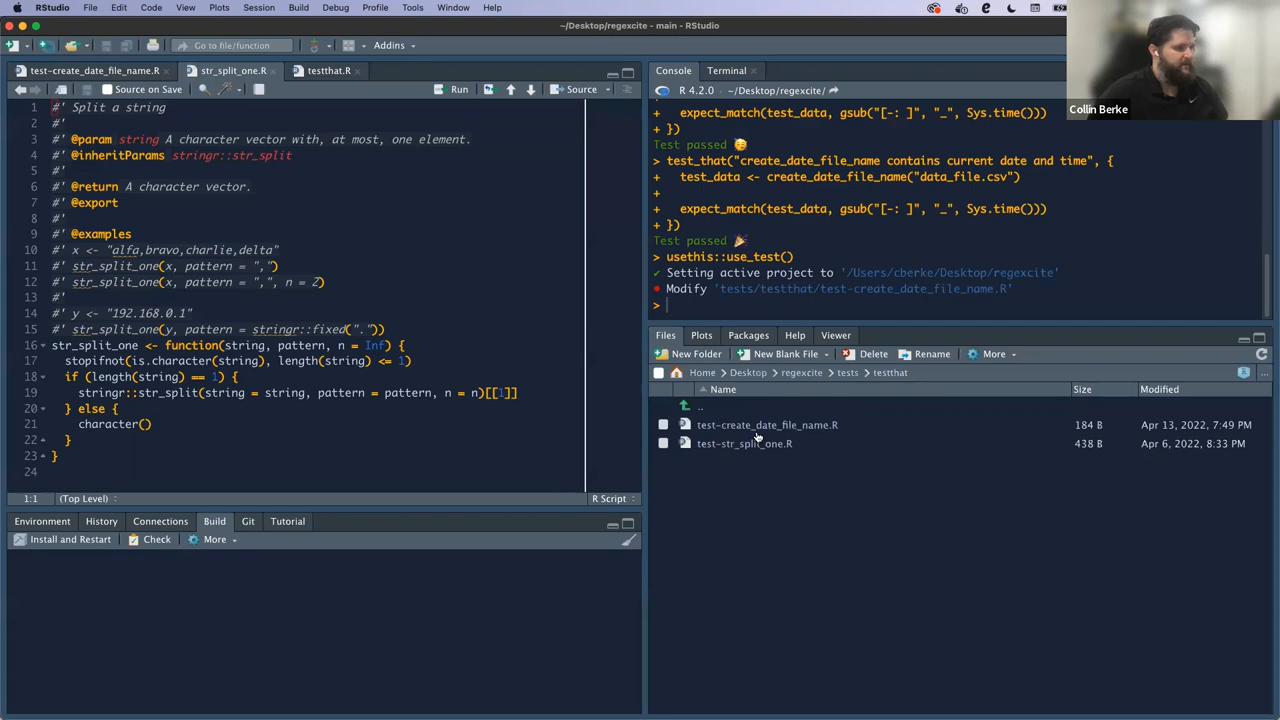 RStudio File Edit Code View Plots Session Build Debug Profile Tools Window Help
~/Desktop/regexcite - main - RStudio
Go to file/function Addins
test-create_date_file_name.R str_split_one.R testthat.R
Source on Save Run Source
1 #' Split a string
2 #'
3 #' @param string A character vector with, at most, one element.
4 #' @inheritParams stringr::str_split
5 #'
6 #' @return A character vector.
7 #' @export
8 #'
9 #' @examples
10 #' x <- "alfa,bravo,charlie,delta"
11 #' str_split_one(x, pattern = ",")
12 #' str_split_one(x, pattern = ",", n = 2)
13 #'
14 #' y <- "192.168.0.1"
15 #' str_split_one(y, pattern = stringr::fixed("."))
16 str_split_one <- function(string, pattern, n = Inf) {
17 stopifnot(is.character(string), length(string) <= 1)
18 if (length(string) == 1) {
19 stringr::str_split(string = string, pattern = pattern, n = n)[[1]]
20 } else {
21 character()
22 }
23 }
24
1:1 (Top Level) R Script
Environment History Connections Build Git Tutorial
Install and Restart Check More
Console Terminal
R 4.2.0 · ~/Desktop/regexcite/
+ expect_match(test_data, gsub("[-: ]", "_", Sys.time()))
+ })
Test passed 🥳
> test_that("create_date_file_name contains current date and time", {
+ test_data <- create_date_file_name("data_file.csv")
+
+ expect_match(test_data, gsub("[-: ]", "_", Sys.time()))
+ })
Test passed 🎉
> usethis::use_test()
✓ Setting active project to '/Users/cberke/Desktop/regexcite'
• Modify 'tests/testthat/test-create_date_file_name.R'
>
Files Plots Packages Help Viewer
New Folder New Blank File Delete Rename More
Home Desktop regexcite tests testthat ...
Name Size Modified
..
test-create_date_file_name.R 184 B Apr 13, 2022, 7:49 PM
test-str_split_one.R 438 B Apr 6, 2022, 8:33 PM
Collin Berke